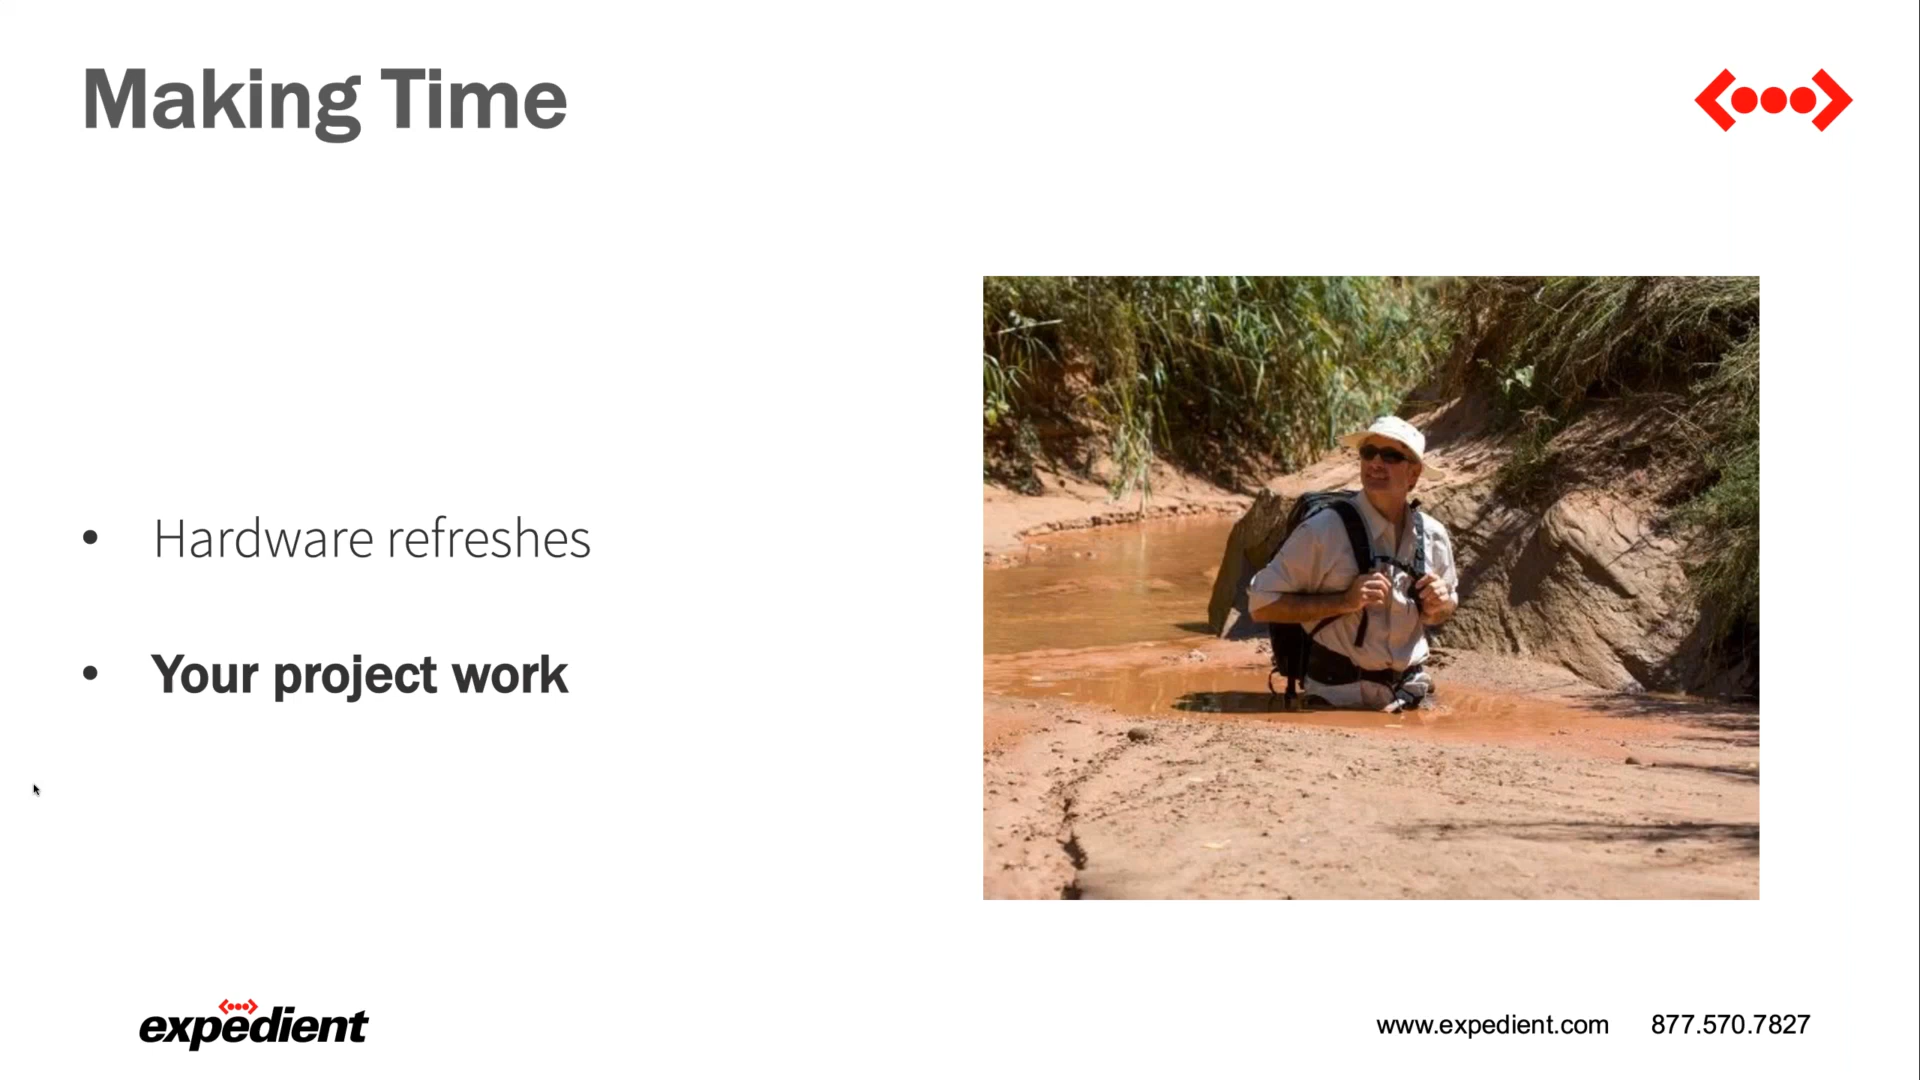 Making Time
• Hardware refreshes
• Your project work
expedient
www.expedient.com 877.570.7827